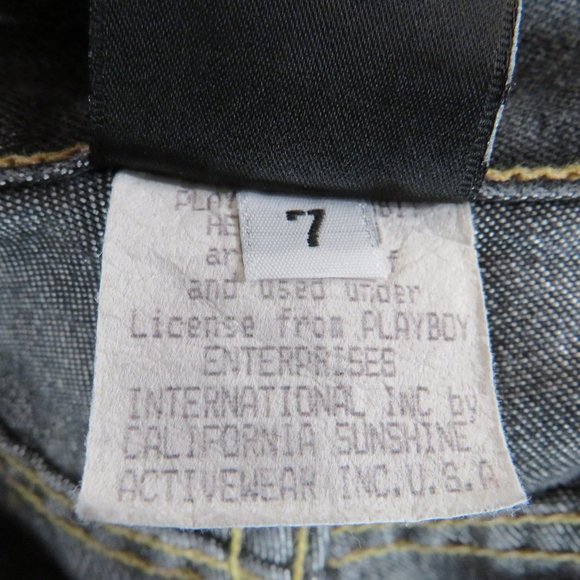 7
and used under
License from PLAYBOY
ENTERPRISES
INTERNATIONAL INC by
CALIFORNIA SUNSHINE
ACTIVEWEAR INC. U.S.A